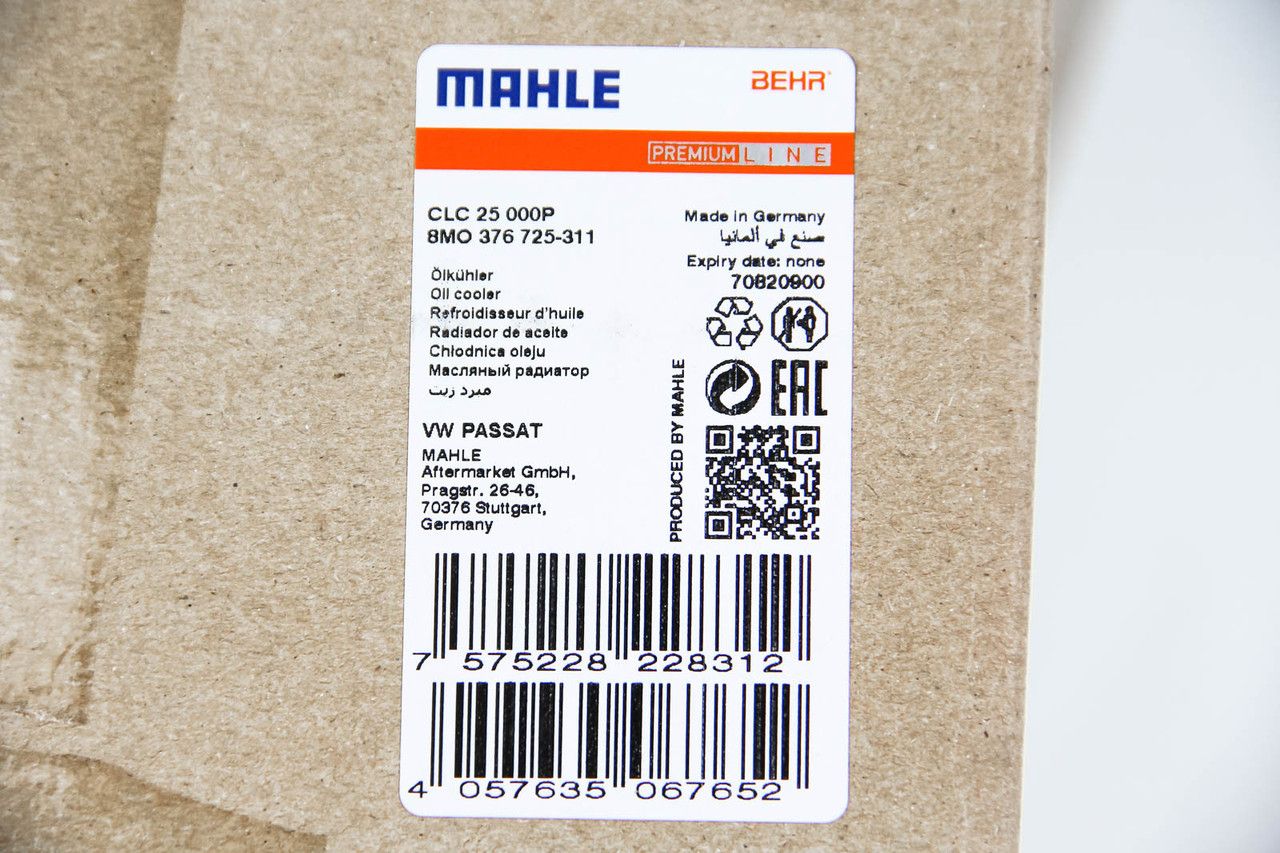 MAHLE
BEHR
PREMIUM LINE
CLC 25 000P
8MO 376 725-311
Ölkühler
Oil cooler
Refroidisseur d'huile
Radiador de aceite
Chlodnica oleju
Масляный радиатор
مبرد زيت
VW PASSAT
MAHLE
Aftermarket GmbH,
Pragstr. 26-46,
70376 Stuttgart,
Germany
Made in Germany
صنع في ألمانيا
Expiry date: none
70820900
EAC
PRODUCED BY MAHLE
7 575228 228312
4 057635 067652